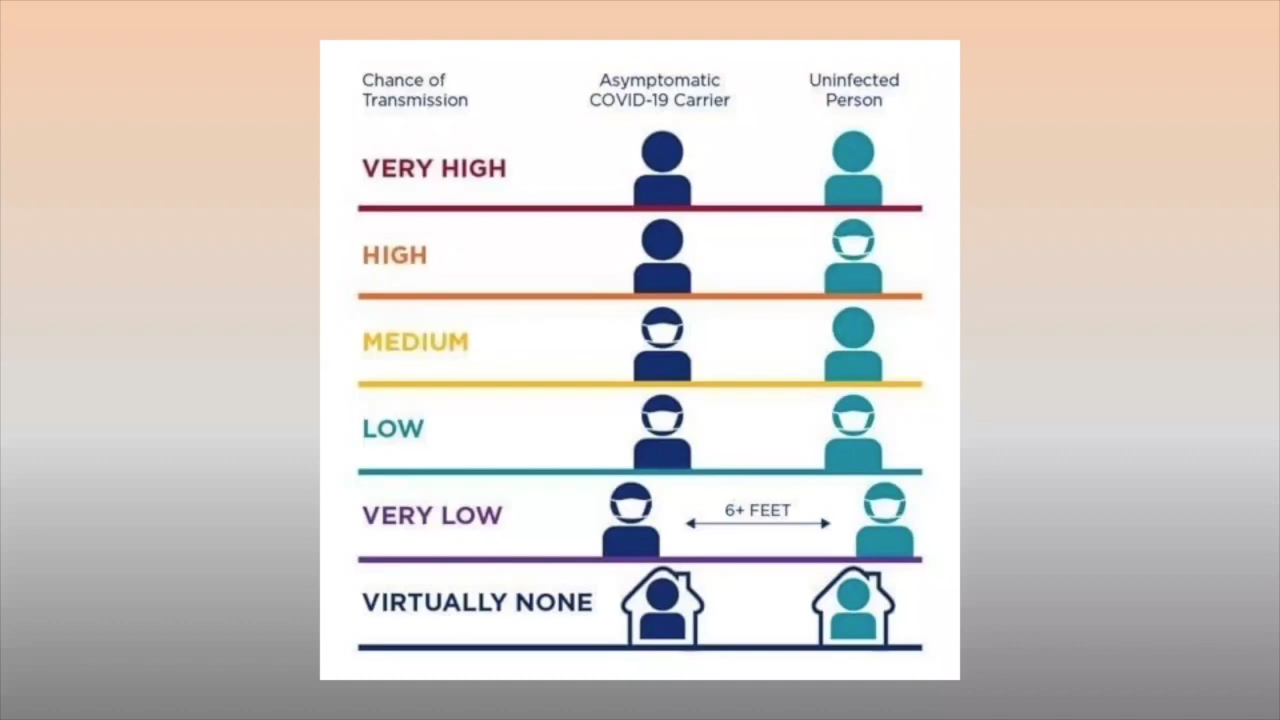 Chance of
Transmission
Asymptomatic
COVID-19 Carrier
Uninfected
Person
VERY HIGH
HIGH
MEDIUM
LOW
VERY LOW
6+ FEET
VIRTUALLY NONE